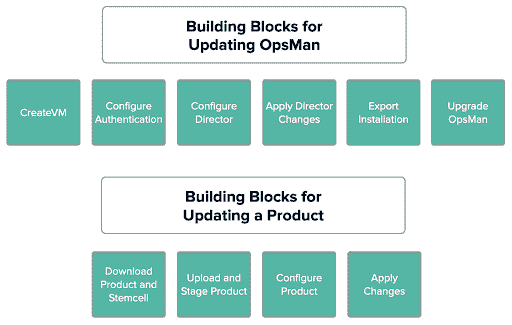 Building Blocks for
Updating OpsMan
CreateVM
Configure
Authentication
Configure
Director
Apply Director
Changes
Export
Installation
Upgrade
OpsMan
Building Blocks for
Updating a Product
Download
Product and
Stemcell
Upload and
Stage Product
Configure
Product
Apply
Changes